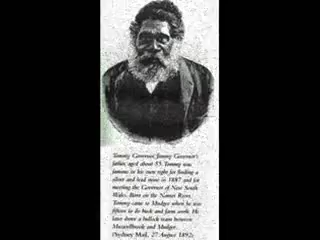 Tommy Governor, Jimmy Governor's
father, aged about 55. Tommy was
famous in his own right for finding a
silver and lead mine in 1887 and for
meeting the Governor of New South
Wales. Born on the Namoi River,
Tommy came to Mudgee when he was
fifteen to do bush and farm work. He
later drove a bullock team between
Muswellbrook and Mudgee.
(Sydney Mail, 27 August 1892)